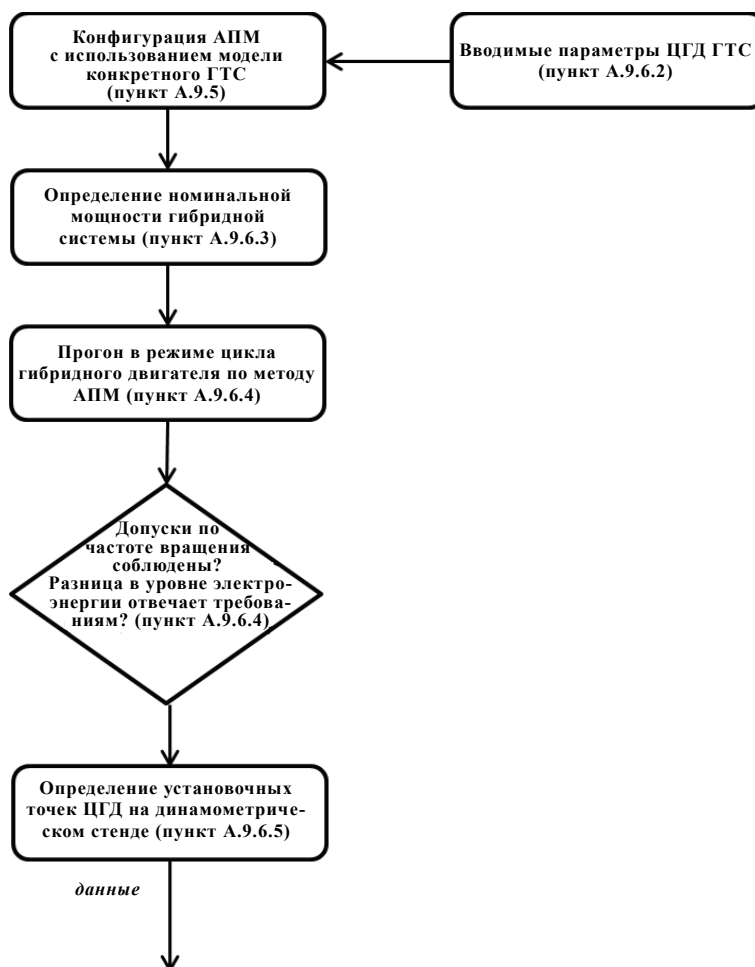 Конфигурация АПМ
с использованием модели
конкретного ГТС
(пункт А.9.5)
Вводимые параметры ЦГД ГТС
(пункт А.9.6.2)
Определение номинальной
мощности гибридной
системы (пункт А.9.6.3)
Прогон в режиме цикла
гибридного двигателя по методу
АПМ (пункт А.9.6.4)
Допуски по
частоте вращения
соблюдены?
Разница в уровне электро-
энергии отвечает требова-
ниям? (пункт А.9.6.4)
Определение установочных
точек ЦГД на динамометриче-
ском стенде (пункт А.9.6.5)
данные